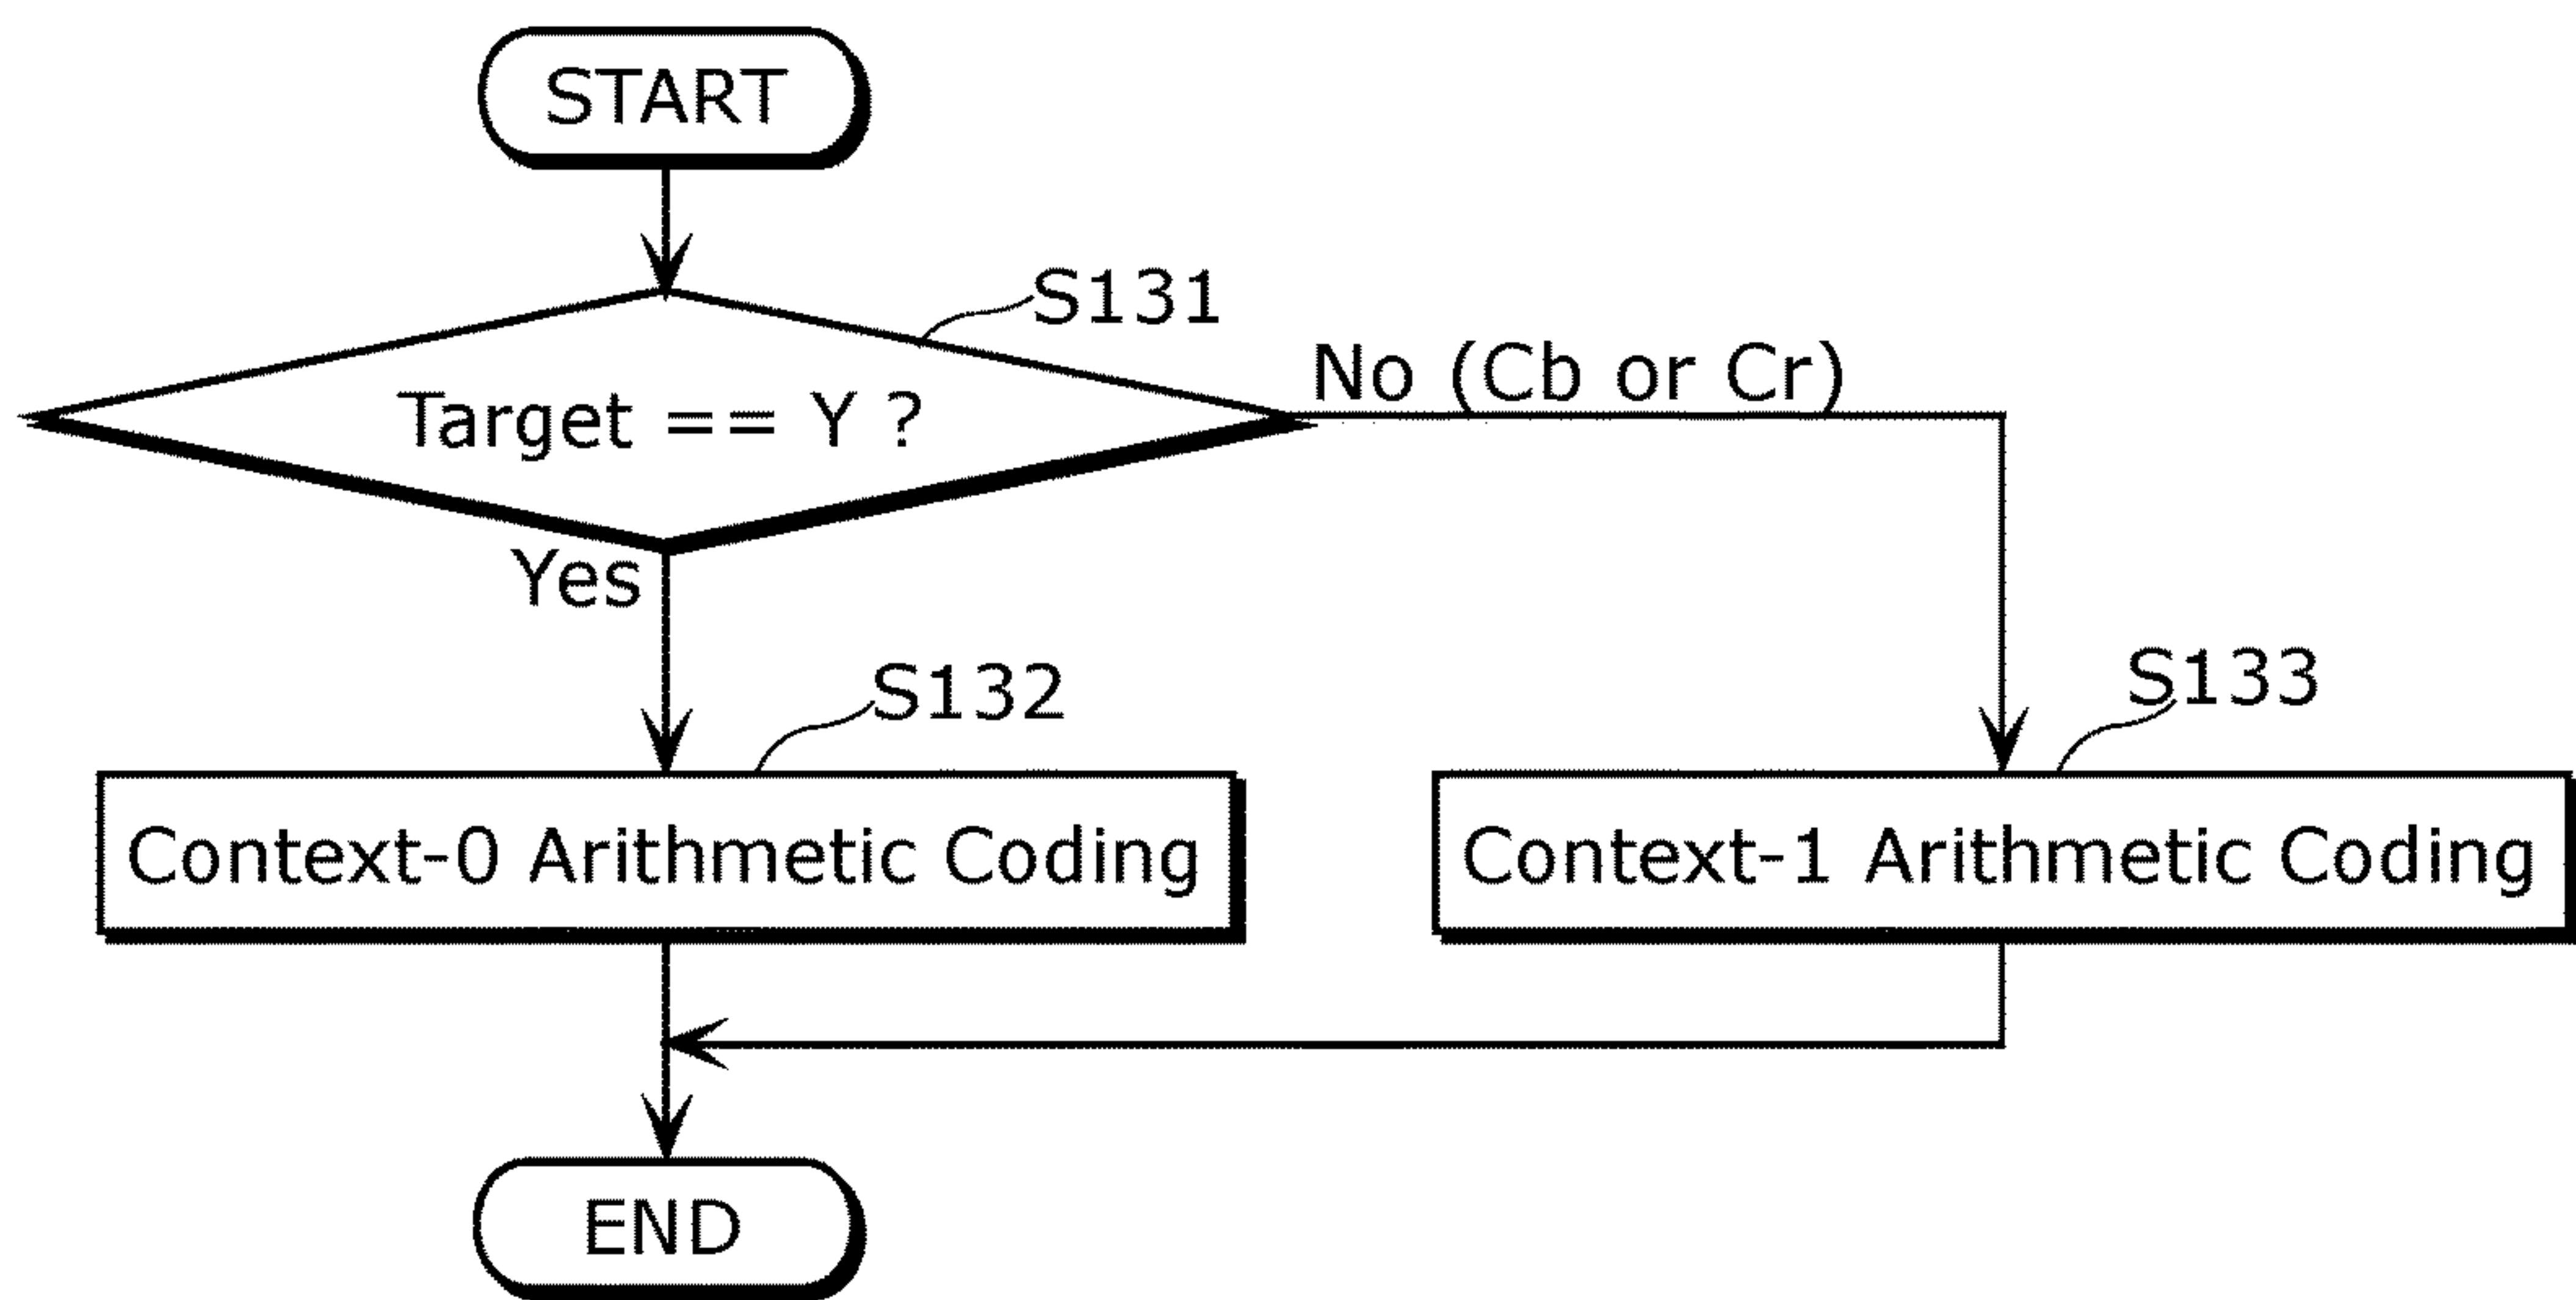 START
S131
No (Cb or Cr)
Target == Y ?
Yes
S132
S133
Context-0 Arithmetic Coding
Context-1 Arithmetic Coding
END